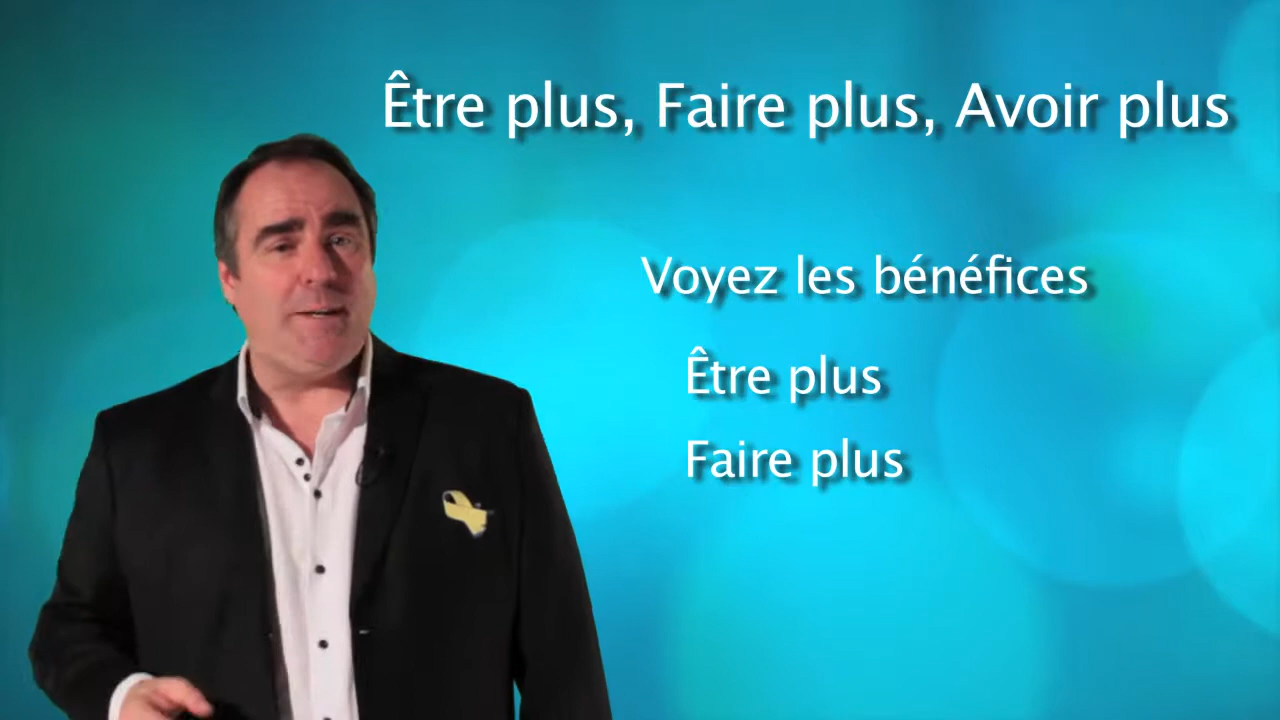 Être plus, Faire plus, Avoir plus
Voyez les bénéfices
Être plus
Faire plus